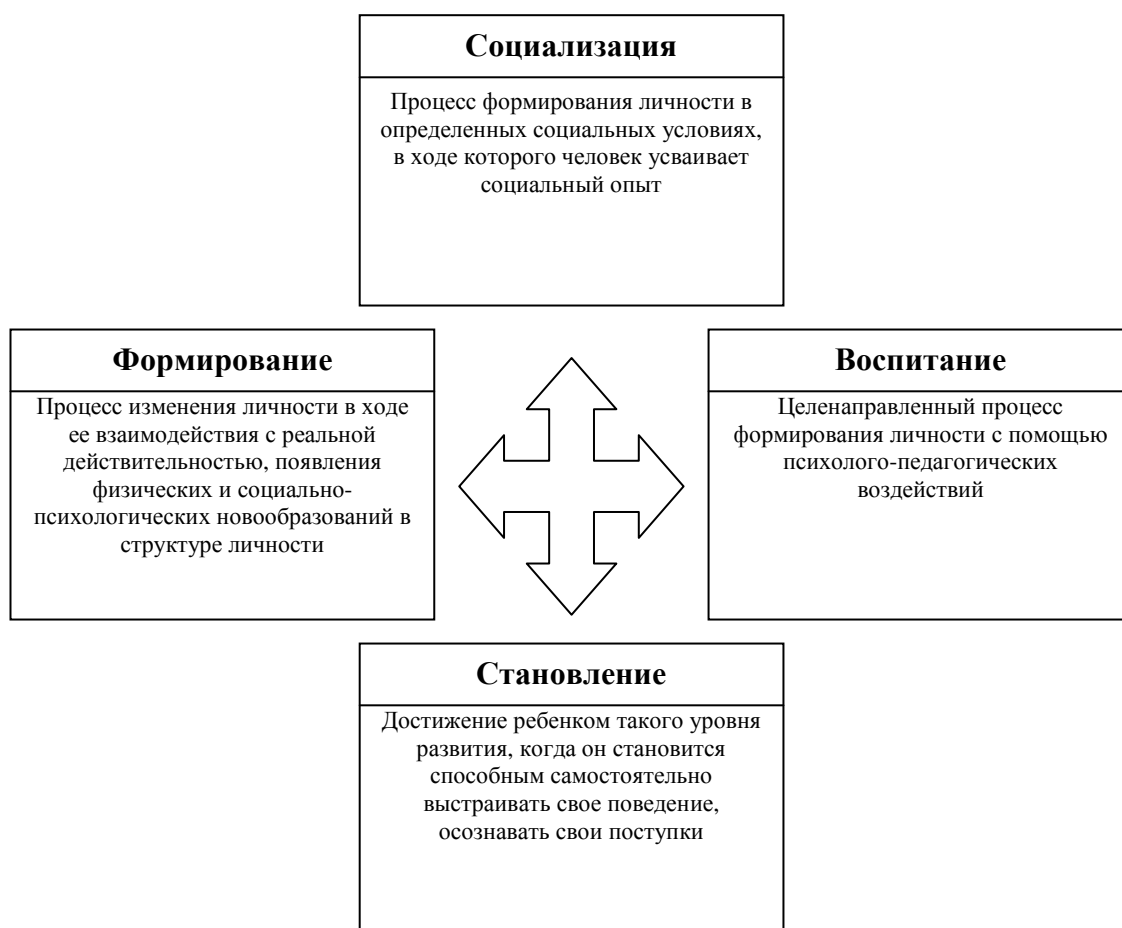 Социализация
Процесс формирования личности в
определенных социальных условиях,
в ходе которого человек усваивает
социальный опыт
Формирование
Процесс изменения личности в ходе
ее взаимодействия с реальной
действительностью, появления
физических и социально-
психологических новообразований в
структуре личности
Воспитание
Целенаправленный процесс
формирования личности с помощью
психолого-педагогических
воздействий
Становление
Достижение ребенком такого уровня
развития, когда он становится
способным самостоятельно
выстраивать свое поведение,
осознавать свои поступки